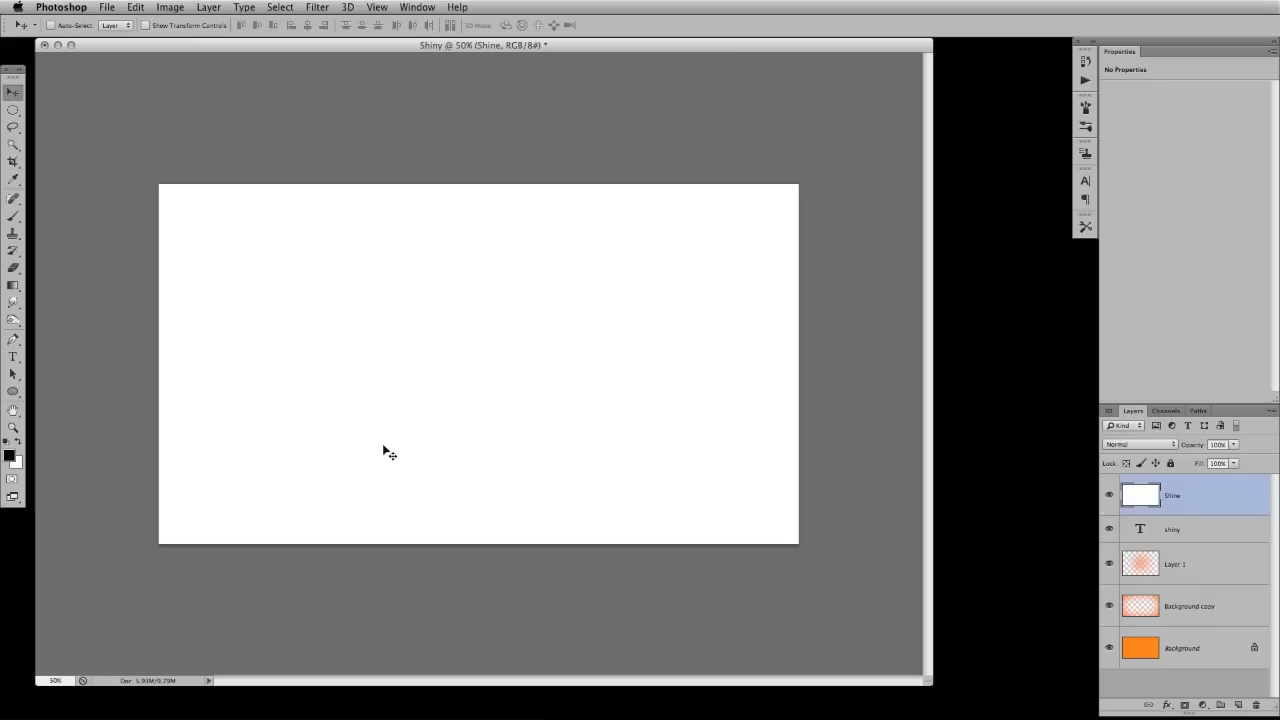 Photoshop File Edit Image Layer Type Select Filter 3D View Window Help
Auto-Select Layer Show Transform Controls 3D Mode:
Shiny @ 50% (Shine, RGB/8#) *
Properties
No Properties
3D Layers Channels Paths
Kind
Normal Opacity: 100%
Lock: Fill: 100%
Shine
T shiny
Layer 1
Background copy
Background
50% Doc: 5.93M/9.79M